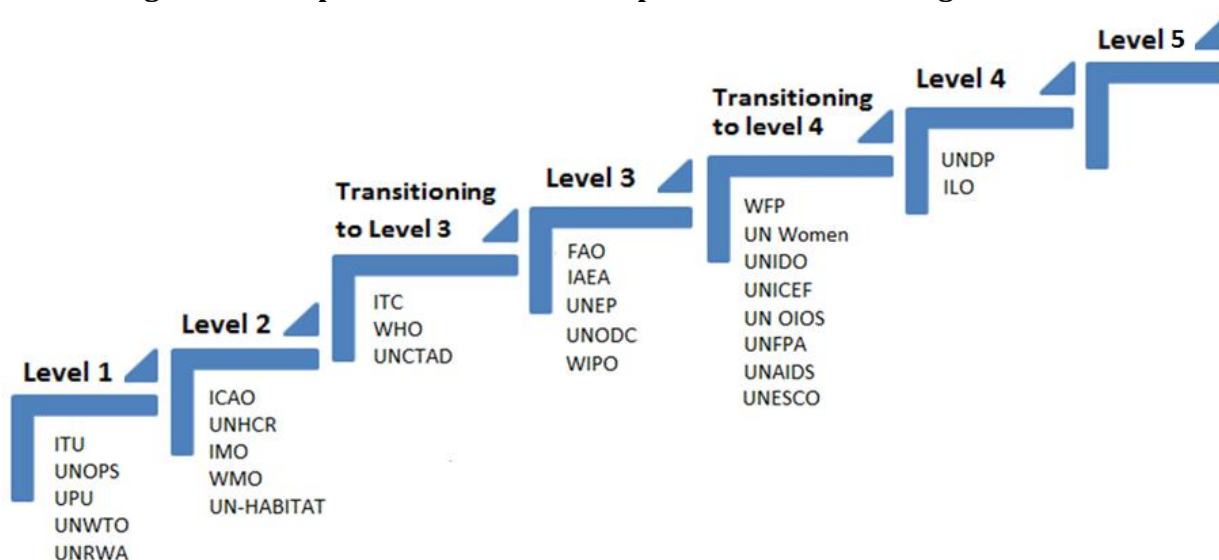 Level 1
ITU
UNOPS
UPU
UNWTO
UNRWA
Level 2
ICAO
UNHCR
IMO
WMO
UN-HABITAT
Transitioning
to Level 3
ITC
WHO
UNCTAD
Level 3
FAO
IAEA
UNEP
UNODC
WIPO
Transitioning
to level 4
WFP
UN Women
UNIDO
UNICEF
UN OIOS
UNFPA
UNAIDS
UNESCO
Level 4
UNDP
ILO
Level 5